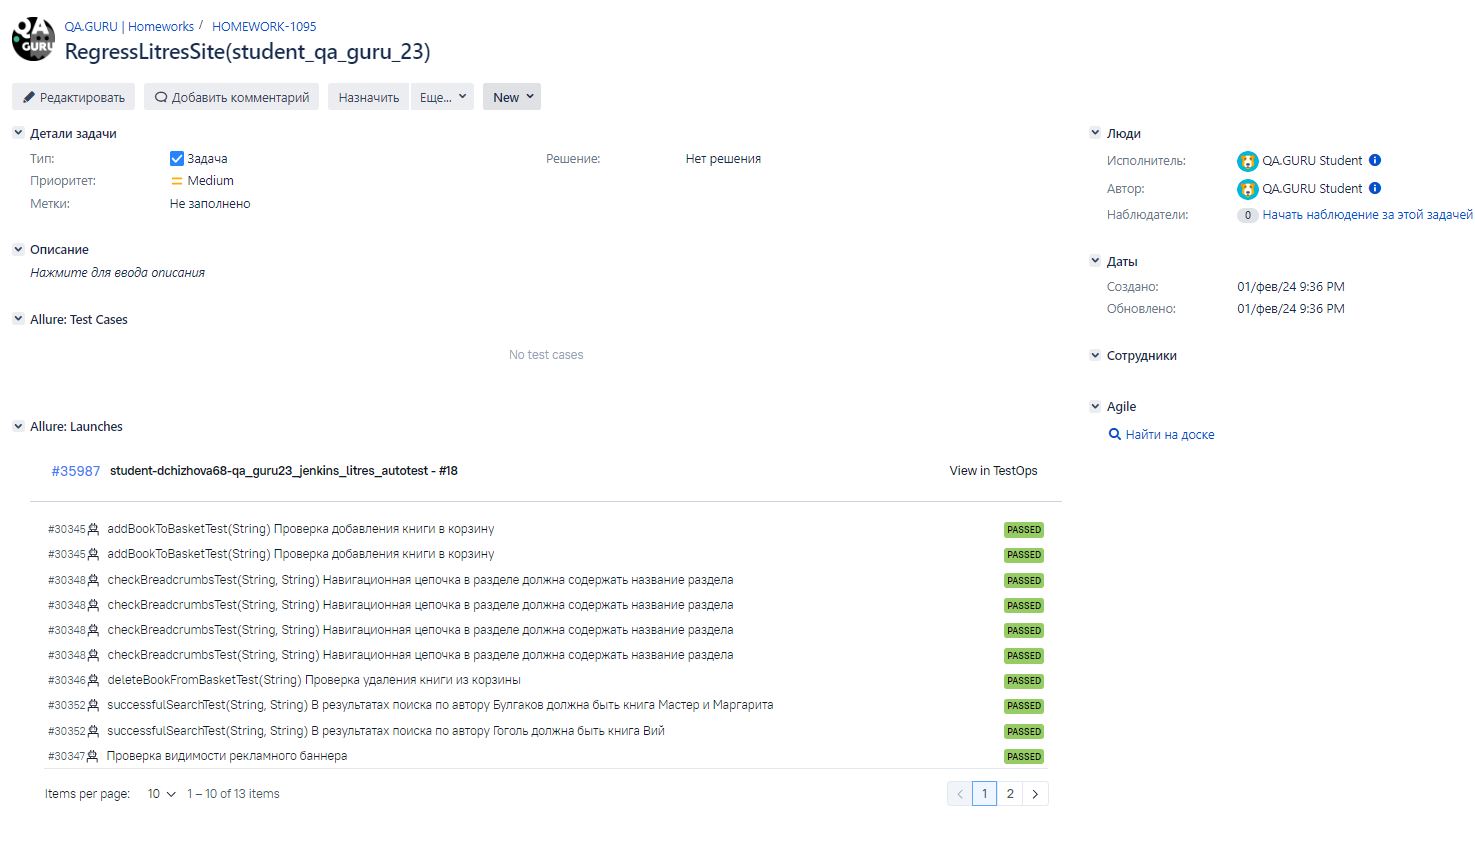 QA GURU
QA.GURU | Homeworks / HOMEWORK-1095
RegressLitresSite(student_qa_guru_23)
Редактировать Добавить комментарий Назначить Еще... New
Детали задачи
Тип: Задача Решение: Нет решения
Приоритет: Medium
Метки: Не заполнено
Описание
Нажмите для ввода описания
Allure: Test Cases
No test cases
Allure: Launches
#35987 student-dchizhova68-qa_guru23_jenkins_litres_autotest - #18 View in TestOps
#30345 addBookToBasketTest(String) Проверка добавления книги в корзину PASSED
#30345 addBookToBasketTest(String) Проверка добавления книги в корзину PASSED
#30348 checkBreadcrumbsTest(String, String) Навигационная цепочка в разделе должна содержать название раздела PASSED
#30348 checkBreadcrumbsTest(String, String) Навигационная цепочка в разделе должна содержать название раздела PASSED
#30348 checkBreadcrumbsTest(String, String) Навигационная цепочка в разделе должна содержать название раздела PASSED
#30348 checkBreadcrumbsTest(String, String) Навигационная цепочка в разделе должна содержать название раздела PASSED
#30346 deleteBookFromBasketTest(String) Проверка удаления книги из корзины PASSED
#30352 successfulSearchTest(String, String) В результатах поиска по автору Булгаков должна быть книга Мастер и Маргарита PASSED
#30352 successfulSearchTest(String, String) В результатах поиска по автору Гоголь должна быть книга Вий PASSED
#30347 Проверка видимости рекламного баннера PASSED
Items per page: 10 1 – 10 of 13 items 1 2
Люди
Исполнитель: QA.GURU Student
Автор: QA.GURU Student
Наблюдатели: 0 Начать наблюдение за этой задачей
Даты
Создано: 01/фев/24 9:36 PM
Обновлено: 01/фев/24 9:36 PM
Сотрудники
Agile
Найти на доске